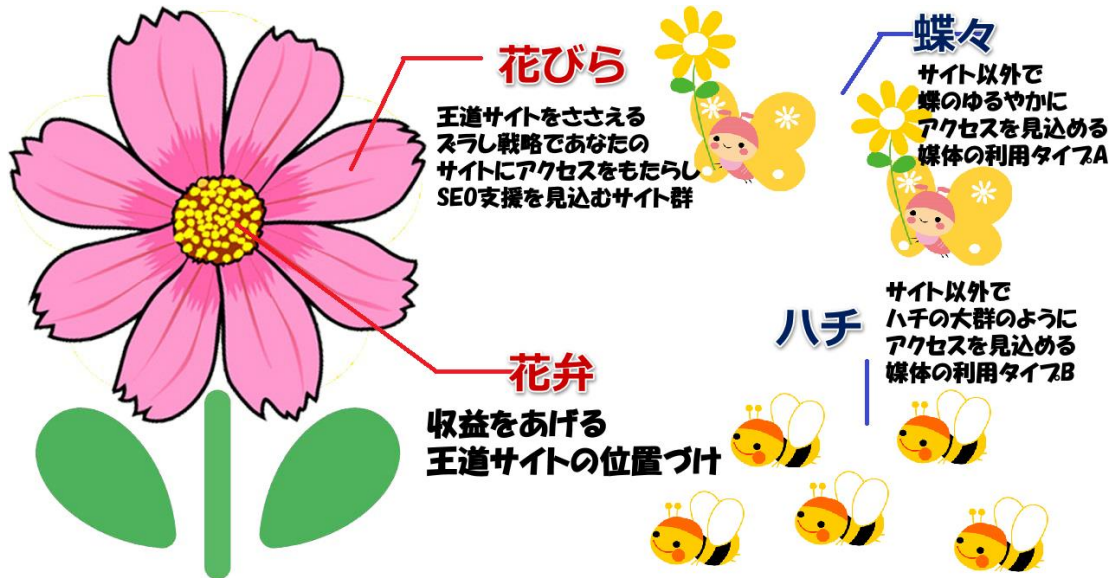 花びら
王道サイトをささえる
ズラし戦略であなたの
サイトにアクセスをもたらし
SEO支援を見込むサイト群
蝶々
サイト以外で
蝶のゆるやかに
アクセスを見込める
媒体の利用タイプA
ハチ
サイト以外で
ハチの大群のように
アクセスを見込める
媒体の利用タイプB
花弁
収益をあげる
王道サイトの位置づけ